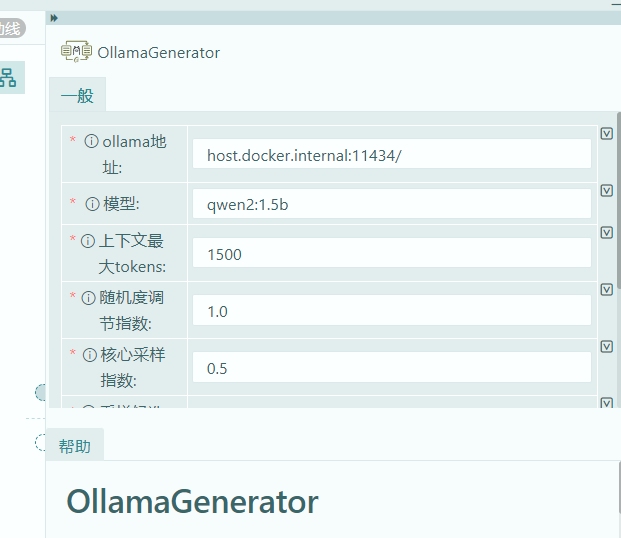 动线
OllamaGenerator
一般
* ollama地
址:
host.docker.internal:11434/
* 模型:
qwen2:1.5b
* 上下文最
大tokens:
1500
* 随机度调
节指数:
1.0
* 核心采样
指数:
0.5
帮助
OllamaGenerator